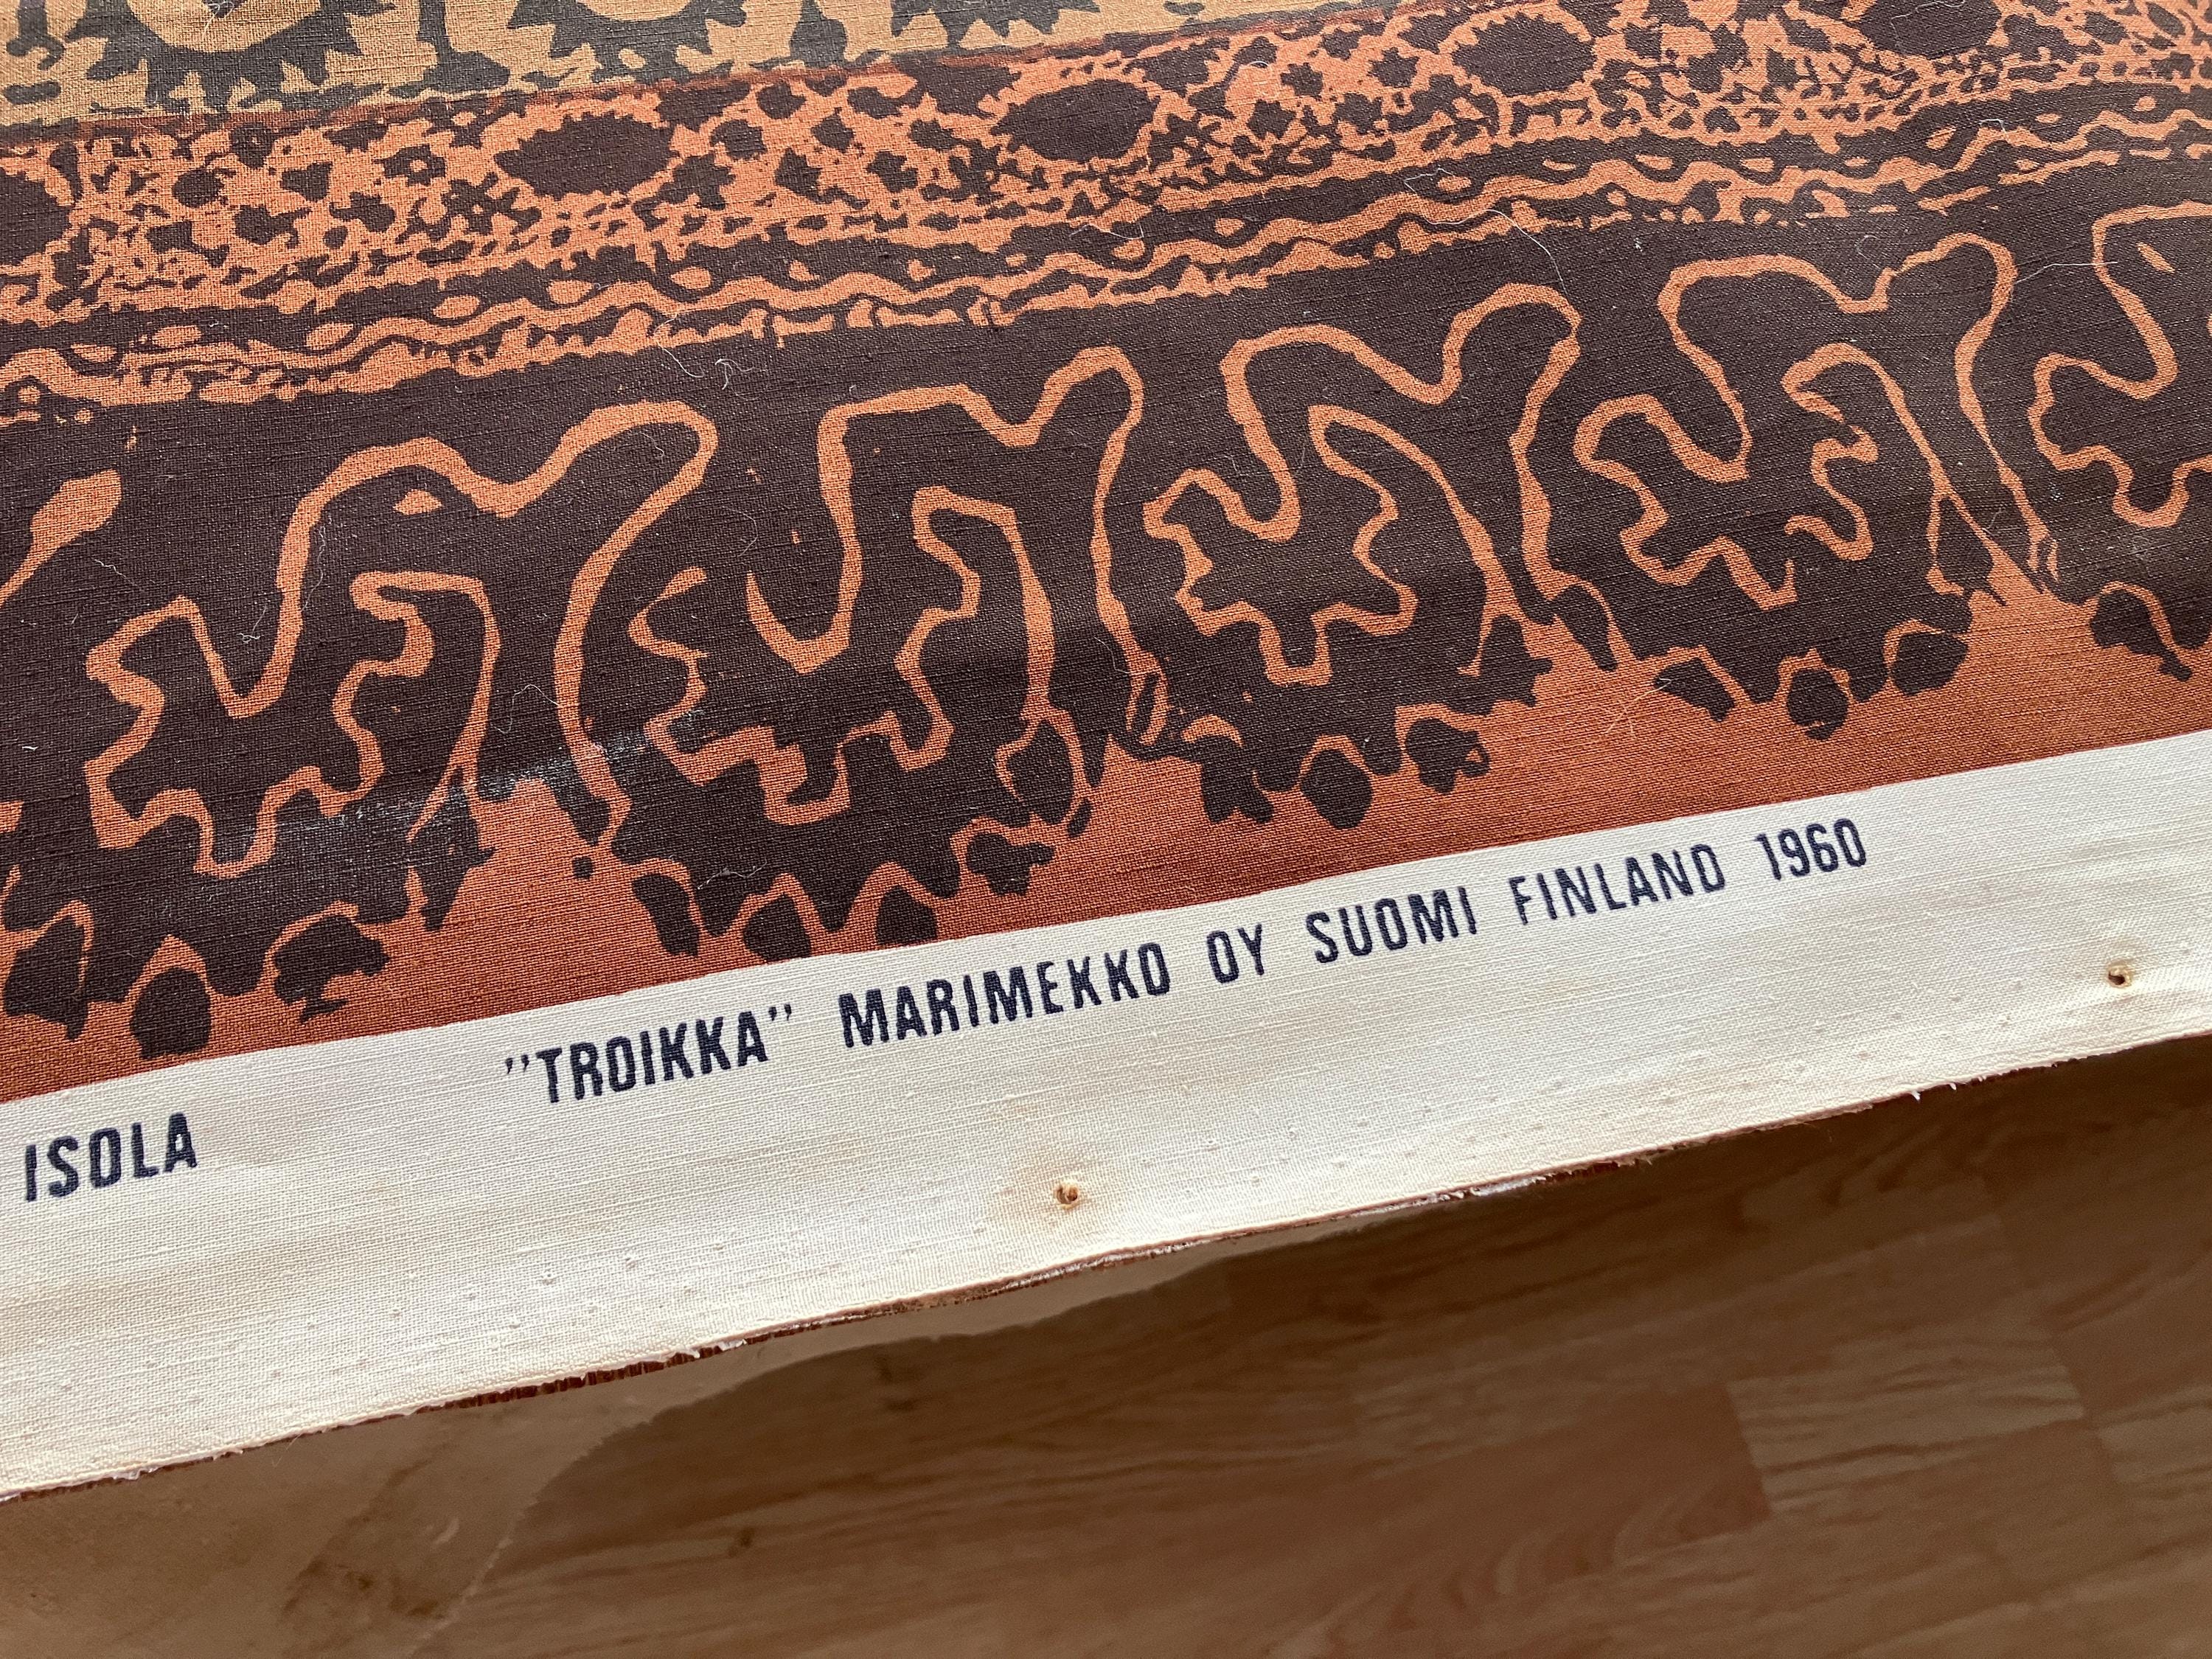 ISOLA ”TROIKKA” MARIMEKKO OY SUOMI FINLAND 1960